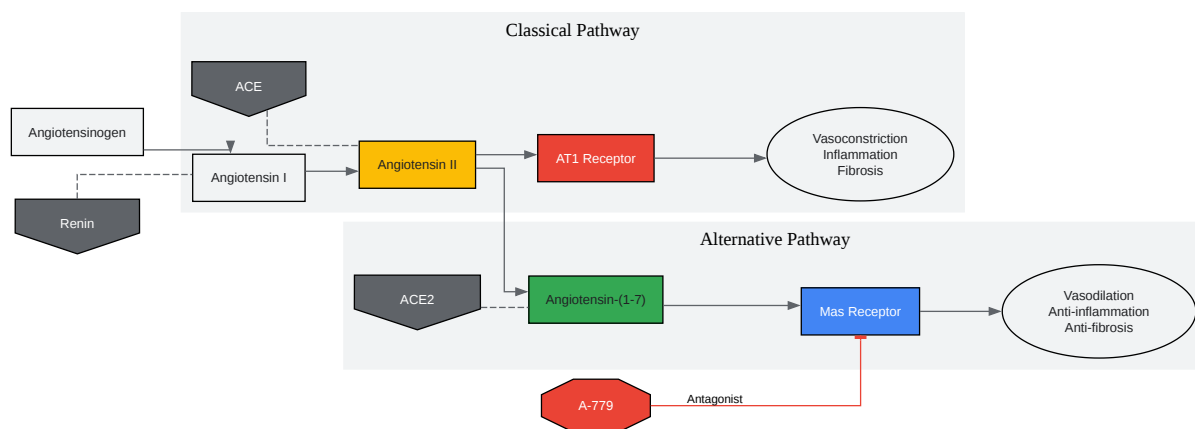 Classical Pathway
ACE
Angiotensinogen
Angiotensin II
AT1 Receptor
Vasoconstriction
Inflammation
Fibrosis
Angiotensin I
Renin
Alternative Pathway
ACE2
Angiotensin-(1-7)
Mas Receptor
Vasodilation
Anti-inflammation
Anti-fibrosis
A-779
Antagonist